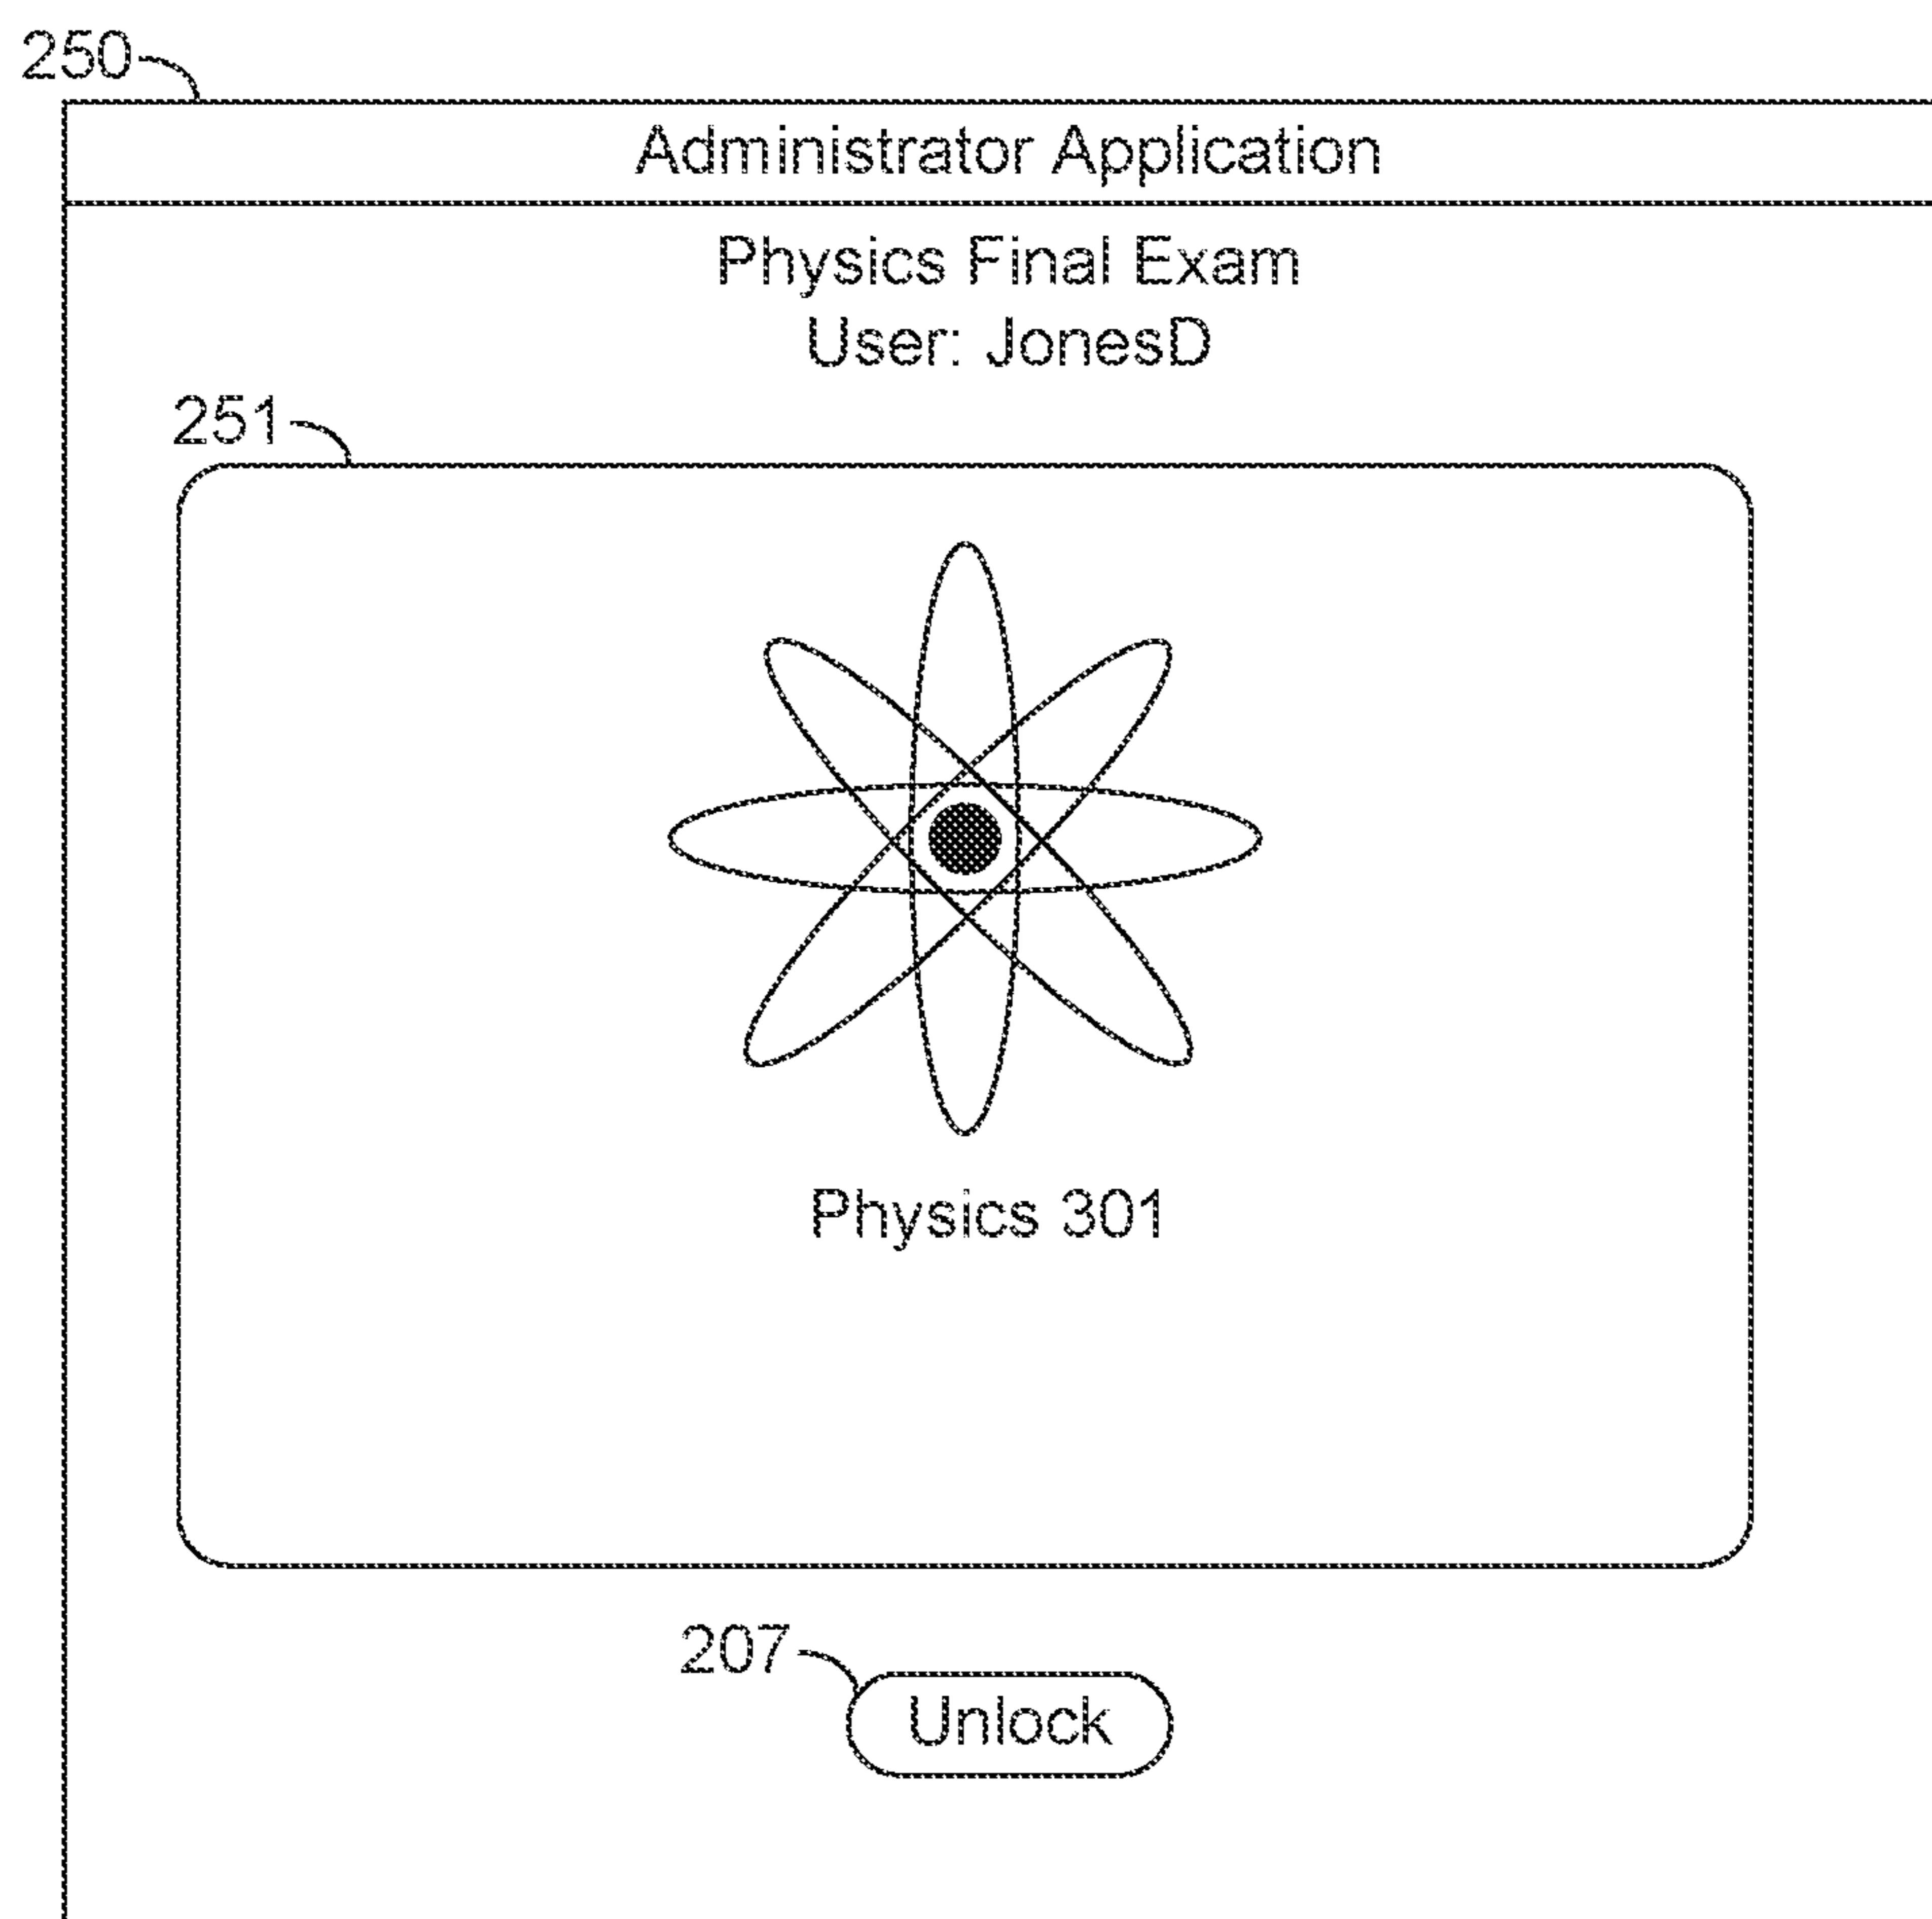 250
Administrator Application
Physics Final Exam
User: JonesD
251
Physics 301
207
Unlock